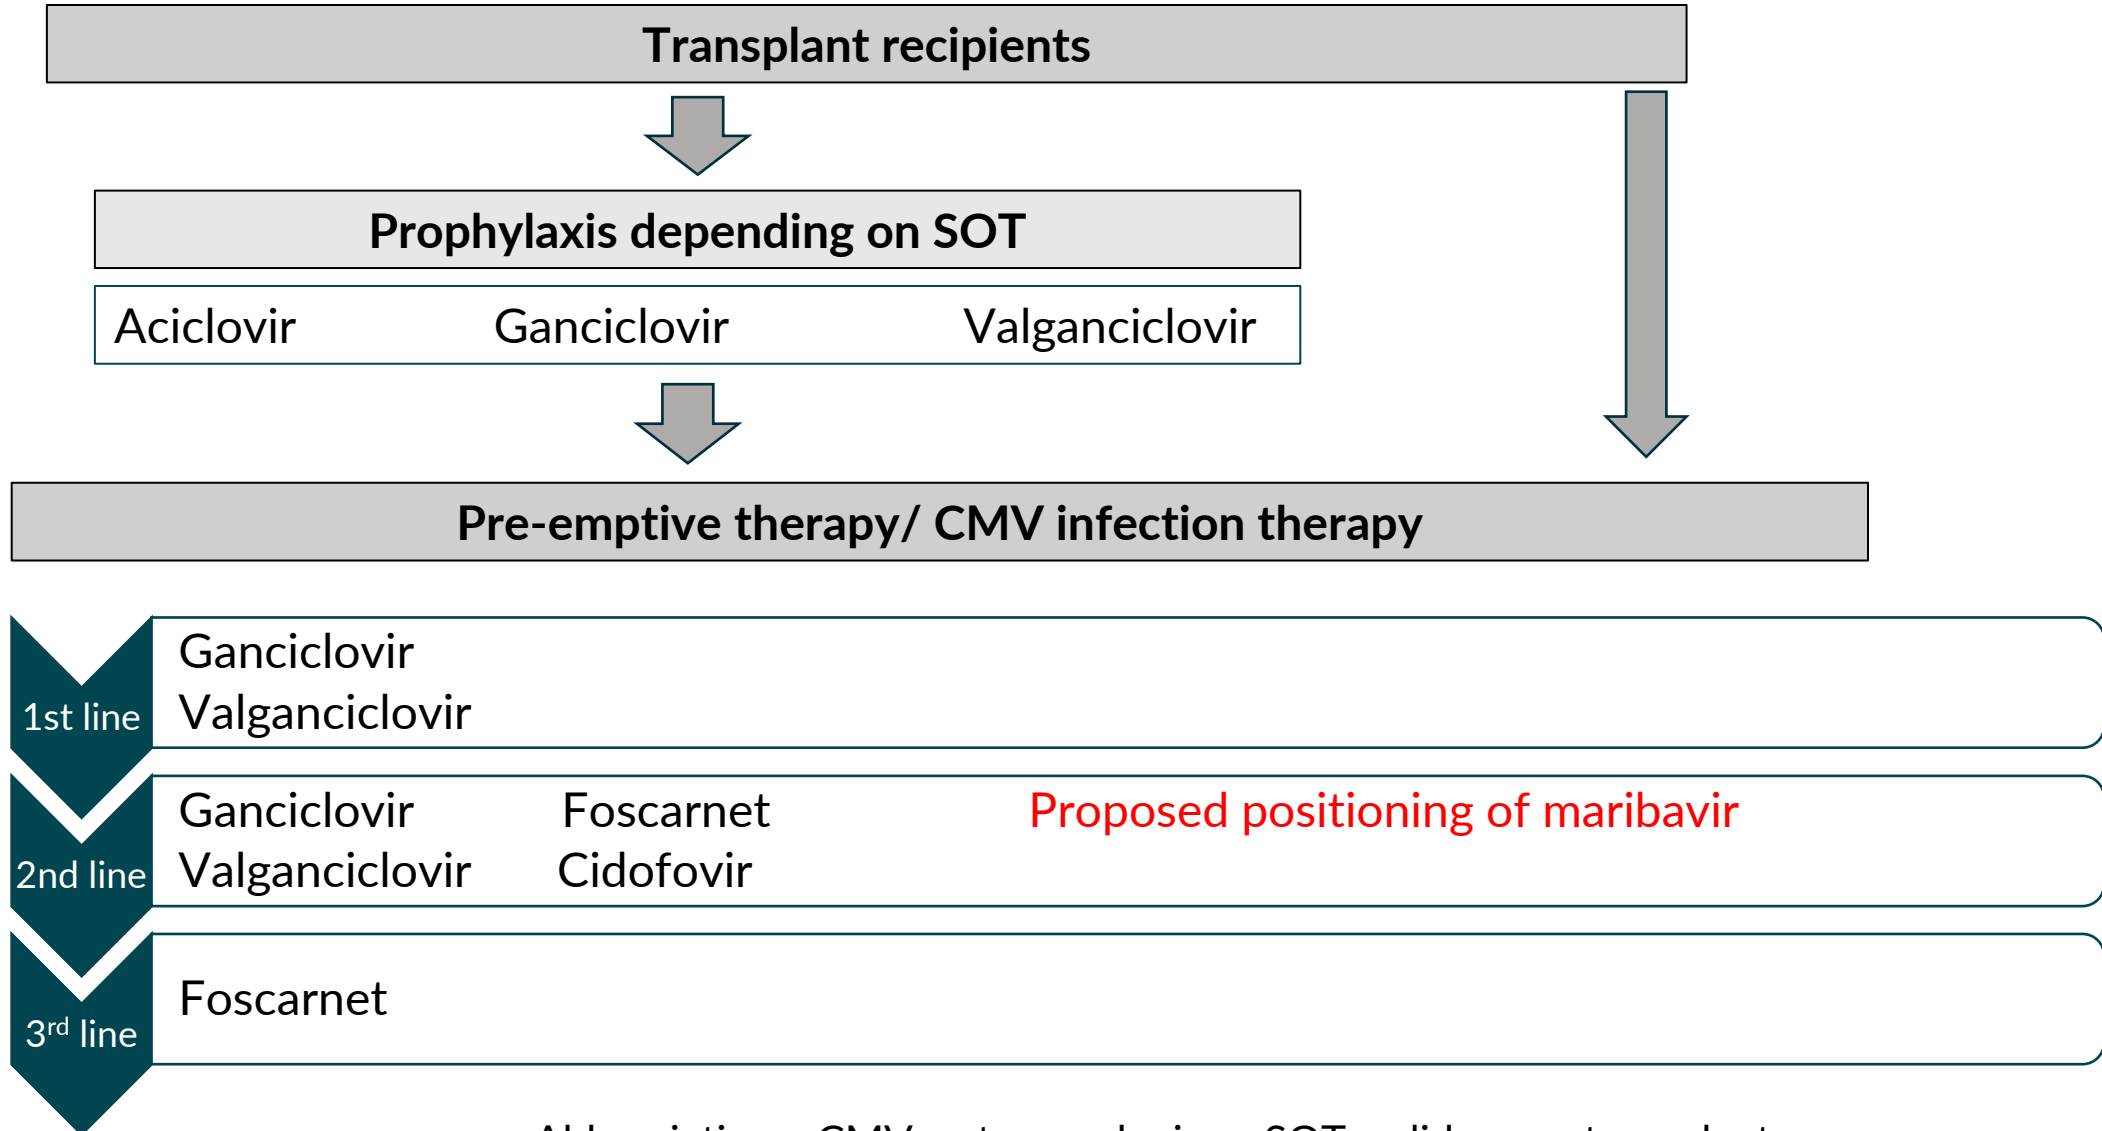 Transplant recipients
Prophylaxis depending on SOT
Aciclovir Ganciclovir Valganciclovir
Pre-emptive therapy/ CMV infection therapy
1st line
Ganciclovir
Valganciclovir
2nd line
Ganciclovir Foscarnet Proposed positioning of maribavir
Valganciclovir Cidofovir
3rd line
Foscarnet